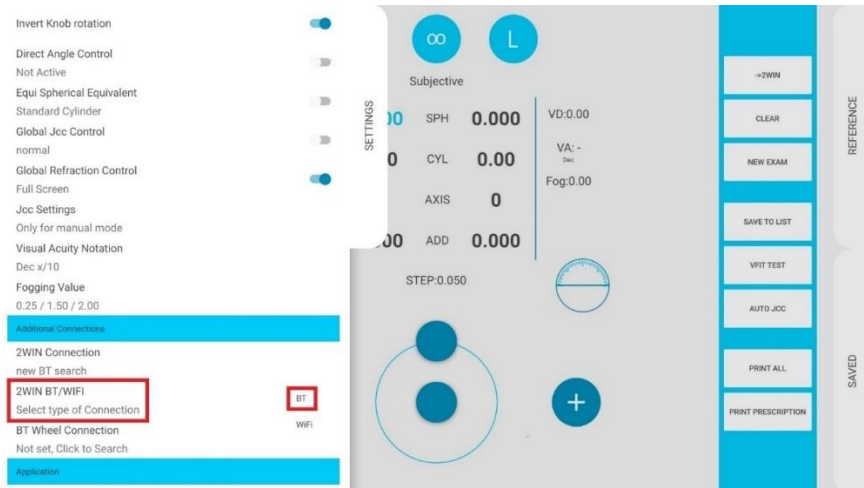 Invert Knob rotation
Direct Angle Control
Not Active
Equi Spherical Equivalent
Standard Cylinder
Global Jcc Control
normal
Global Refraction Control
Full Screen
Jcc Settings
Only for manual mode
Visual Acuity Notation
Dec x/10
Fogging Value
0.25 / 1.50 / 2.00
Additional Connections
2WIN Connection
new BT search
2WIN BT/WIFI
BT
Select type of Connection
WiFi
BT Wheel Connection
Not set, Click to Search
Application
SETTINGS
∞ L
Subjective
00 SPH 0.000
0 CYL 0.00
AXIS 0
00 ADD 0.000
STEP:0.050
VD:0.00
VA: -
Dec
Fog:0.00
+
->2WIN
CLEAR
NEW EXAM
SAVE TO LIST
VFIT TEST
AUTO JCC
PRINT ALL
PRINT PRESCRIPTION
REFERENCE
SAVED